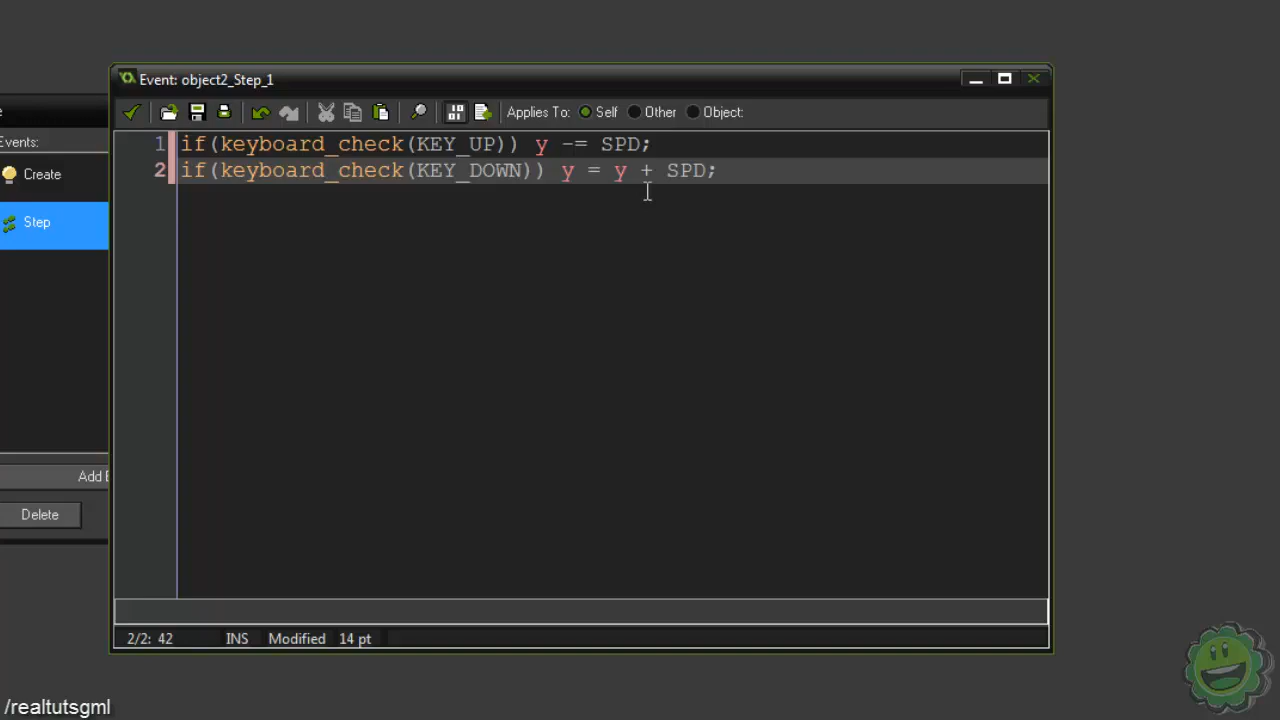 Event: object2_Step_1
Applies To: Self Other Object:
e
Events:
Create
Step
Add E
Delete
1 if(keyboard_check(KEY_UP)) y -= SPD;
2 if(keyboard_check(KEY_DOWN)) y = y + SPD;
2/2: 42 INS Modified 14 pt
/realtutsgml